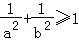 1/a² + 1/b² ⩾ 1